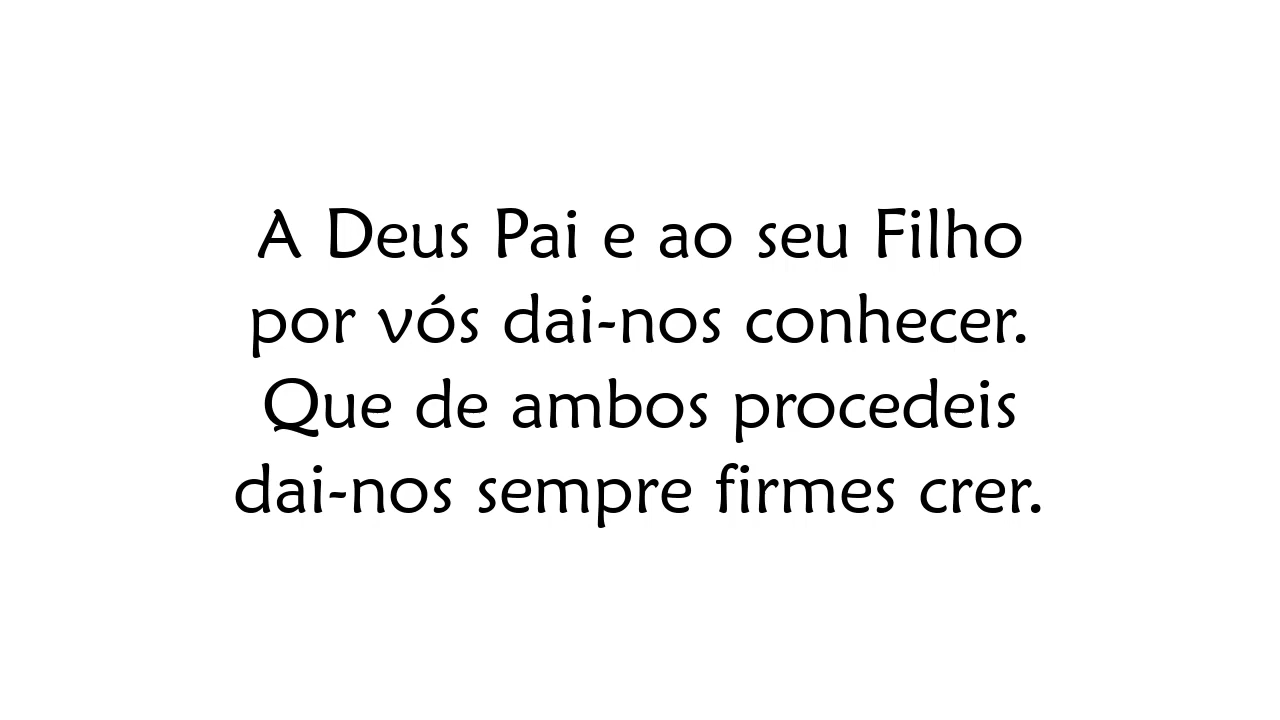 A Deus Pai e ao seu Filho
por vós dai-nos conhecer.
Que de ambos procedeis
dai-nos sempre firmes crer.